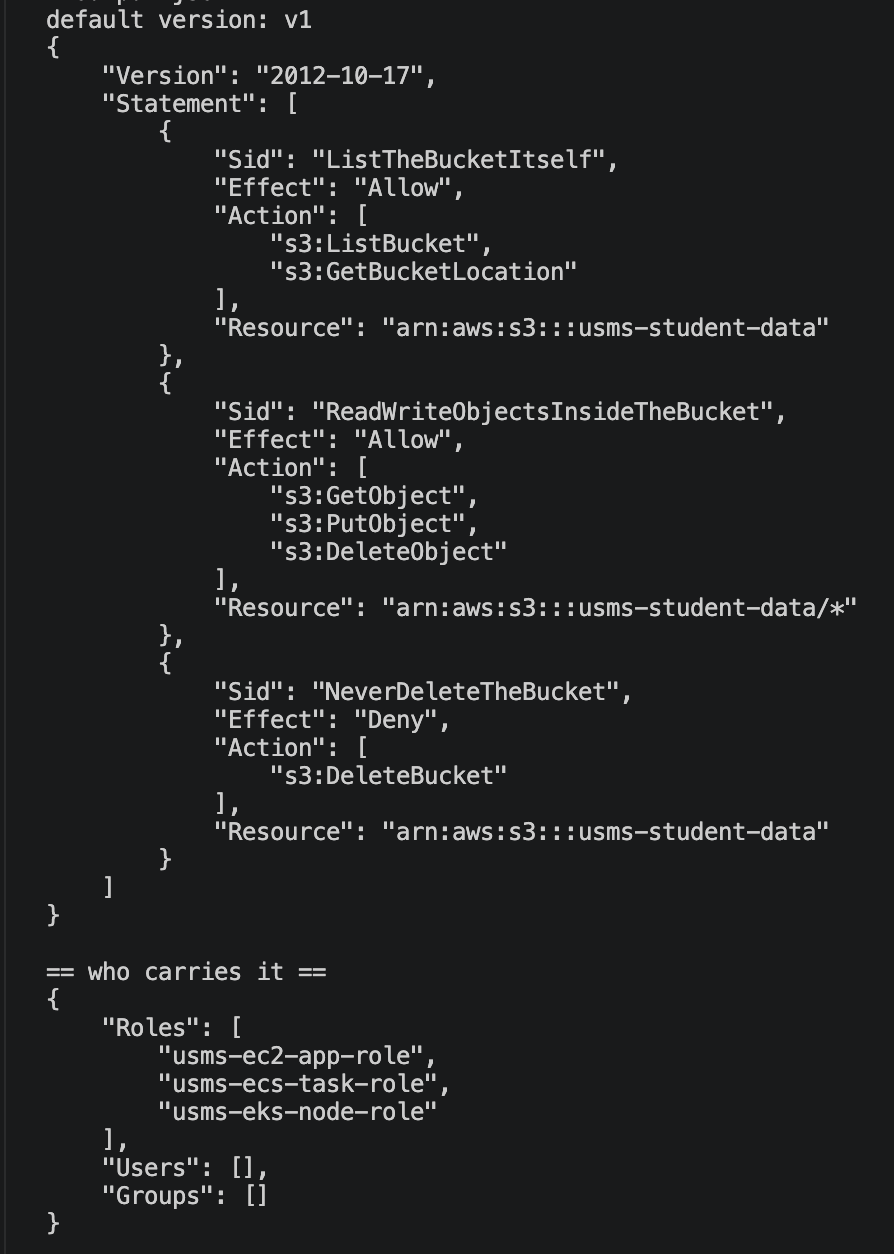 default version: v1
{
    "Version": "2012-10-17",
    "Statement": [
        {
            "Sid": "ListTheBucketItself",
            "Effect": "Allow",
            "Action": [
                "s3:ListBucket",
                "s3:GetBucketLocation"
            ],
            "Resource": "arn:aws:s3:::usms-student-data"
        },
        {
            "Sid": "ReadWriteObjectsInsideTheBucket",
            "Effect": "Allow",
            "Action": [
                "s3:GetObject",
                "s3:PutObject",
                "s3:DeleteObject"
            ],
            "Resource": "arn:aws:s3:::usms-student-data/*"
        },
        {
            "Sid": "NeverDeleteTheBucket",
            "Effect": "Deny",
            "Action": [
                "s3:DeleteBucket"
            ],
            "Resource": "arn:aws:s3:::usms-student-data"
        }
    ]
}

== who carries it ==
{
    "Roles": [
        "usms-ec2-app-role",
        "usms-ecs-task-role",
        "usms-eks-node-role"
    ],
    "Users": [],
    "Groups": []
}